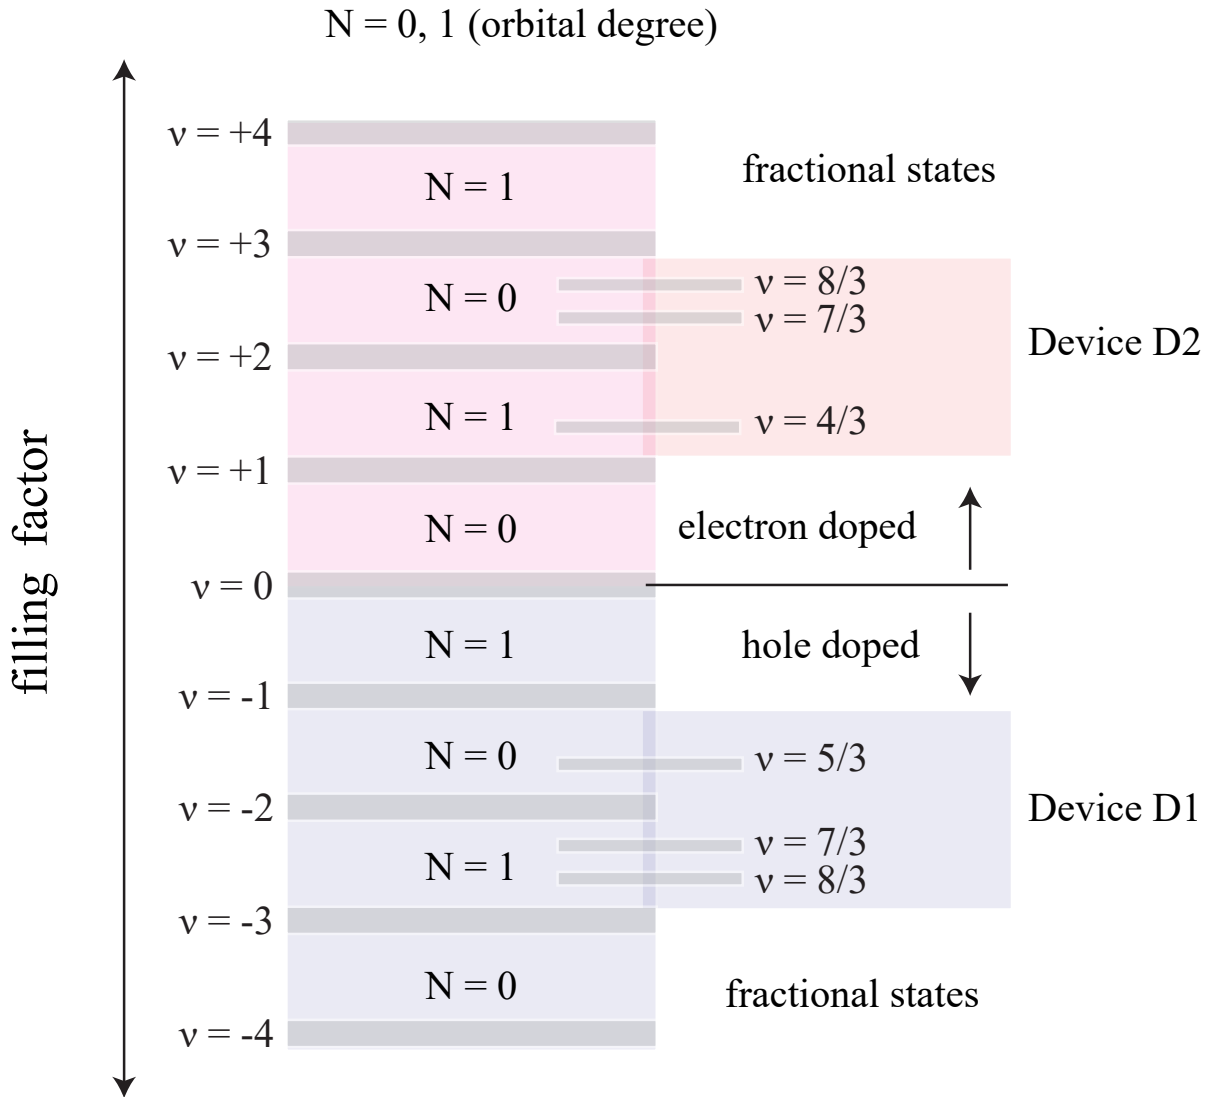 N = 0, 1 (orbital degree)
ν = +4
N = 1
fractional states
ν = +3
N = 0
ν = 8/3
ν = 7/3
Device D2
ν = +2
N = 1
ν = 4/3
ν = +1
N = 0
electron doped
ν = 0
N = 1
hole doped
ν = -1
N = 0
ν = 5/3
ν = -2
Device D1
N = 1
ν = 7/3
ν = 8/3
ν = -3
N = 0
fractional states
ν = -4
filling factor